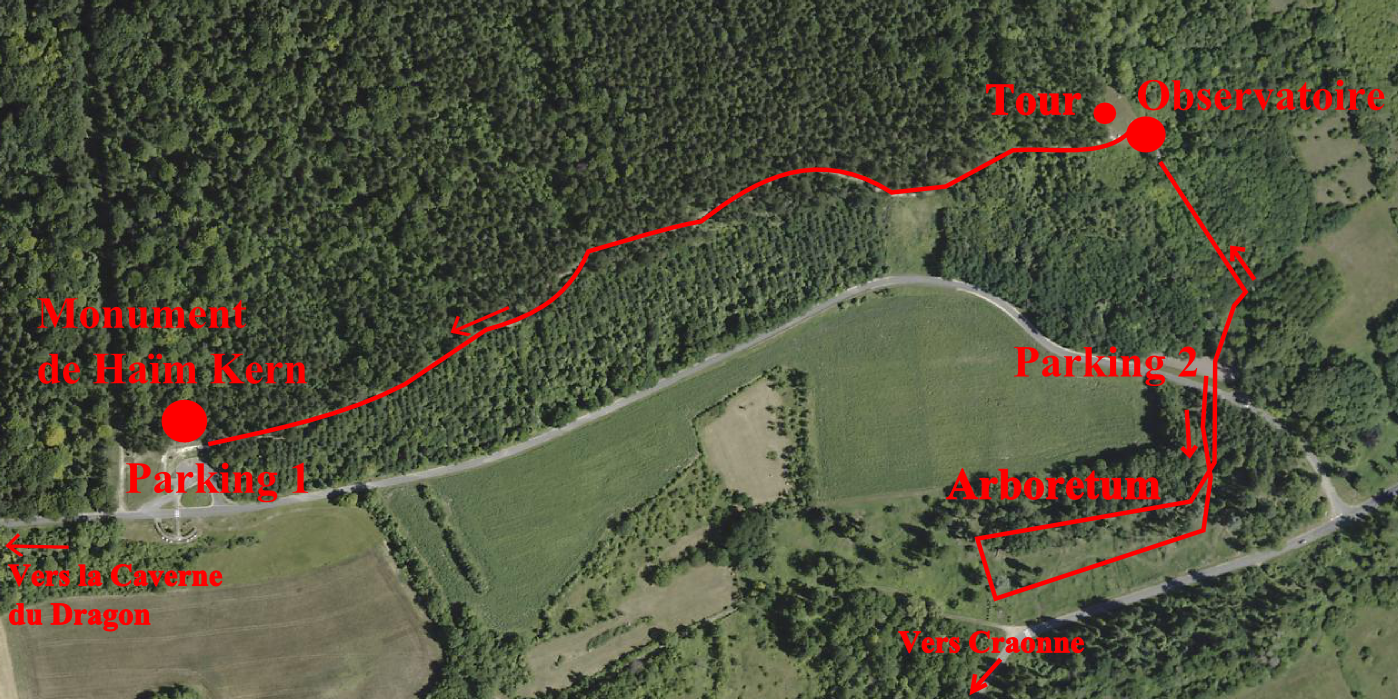 Tour
Observatoire
Monument
de Haïm Kern
Parking 2
Parking 1
Arboretum
Vers la Caverne
du Dragon
Vers Craonne